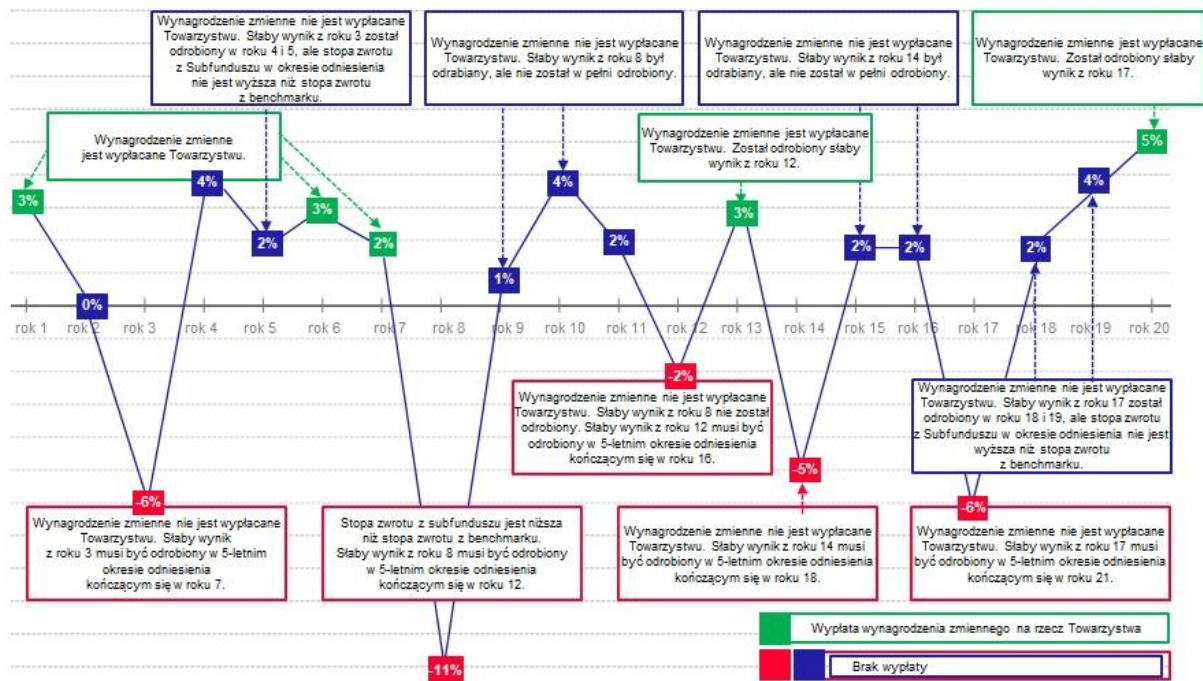 Wynagrodzenie zmienne nie jest wypłacane
Towarzystwu. Słaby wynik z roku 3 został
odrobiony w roku 4 i 5, ale stopa zwrotu
z Subfunduszu w okresie odniesienia
nie jest wyższa niż stopa zwrotu
z benchmarku.
Wynagrodzenie zmienne nie jest wypłacane
Towarzystwu. Słaby wynik z roku 8 był
odrabiany, ale nie został w pełni odrobiony.
Wynagrodzenie zmienne nie jest wypłacane
Towarzystwu. Słaby wynik z roku 14 był
odrabiany, ale nie został w pełni odrobiony.
Wynagrodzenie zmienne jest wypłacane
Towarzystwu. Został odrobiony słaby
wynik z roku 17.
Wynagrodzenie zmienne
jest wypłacane Towarzystwu.
Wynagrodzenie zmienne jest wypłacane
Towarzystwu. Został odrobiony słaby
wynik z roku 12.
3%
0%
-6%
4%
2%
3%
2%
-11%
1%
4%
2%
-2%
3%
-5%
2%
2%
-6%
2%
4%
5%
rok 1
rok 2
rok 3
rok 4
rok 5
rok 6
rok 7
rok 8
rok 9
rok 10
rok 11
rok 12
rok 13
rok 14
rok 15
rok 16
rok 17
rok 18
rok 19
rok 20
Wynagrodzenie zmienne nie jest wypłacane
Towarzystwu. Słaby wynik z roku 8 nie został
odrobiony. Słaby wynik z roku 12 musi być
odrobiony w 5-letnim okresie odniesienia
kończącym się w roku 16.
Wynagrodzenie zmienne nie jest wypłacane
Towarzystwu. Słaby wynik z roku 17 został
odrobiony w roku 18 i 19, ale stopa zwrotu
z Subfunduszu w okresie odniesienia nie jest
wyższa niż stopa zwrotu
z benchmarku.
Wynagrodzenie zmienne nie jest wypłacane
Towarzystwu. Słaby wynik
z roku 3 musi być odrobiony w 5-letnim
okresie odniesienia
kończącym się w roku 7.
Stopa zwrotu z subfunduszu jest niższa
niż stopa zwrotu z benchmarku.
Słaby wynik z roku 8 musi być odrobiony
w 5-letnim okresie odniesienia
kończącym się w roku 12.
Wynagrodzenie zmienne nie jest wypłacane
Towarzystwu. Słaby wynik z roku 14 musi
być odrobiony w 5-letnim okresie odniesienia
kończącym się w roku 18.
Wynagrodzenie zmienne nie jest wypłacane
Towarzystwu. Słaby wynik z roku 17 musi
być odrobiony w 5-letnim okresie odniesienia
kończącym się w roku 21.
Wypłata wynagrodzenia zmiennego na rzecz Towarzystwa
Brak wypłaty